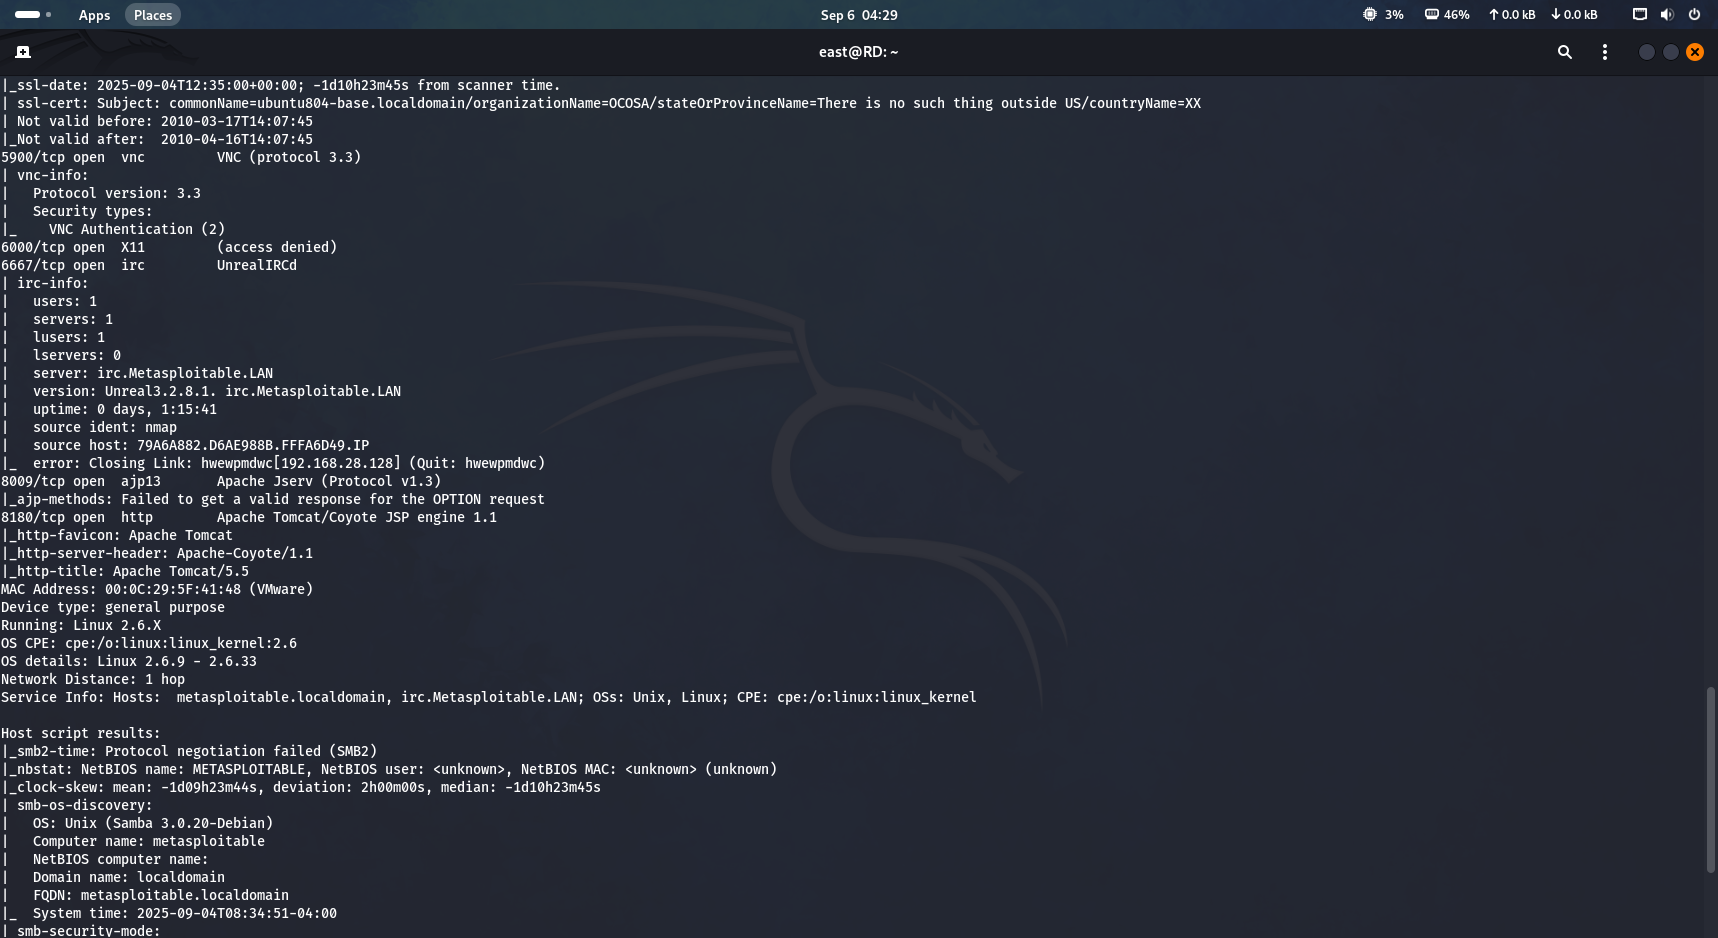 Apps Places Sep 6 04:29 3% 46% 0.0 kB 0.0 kB
east@RD: ~
|_ssl-date: 2025-09-04T12:35:00+00:00; -1d10h23m45s from scanner time.
| ssl-cert: Subject: commonName=ubuntu804-base.localdomain/organizationName=OCOSA/stateOrProvinceName=There is no such thing outside US/countryName=XX
| Not valid before: 2010-03-17T14:07:45
|_Not valid after:  2010-04-16T14:07:45
5900/tcp open  vnc         VNC (protocol 3.3)
| vnc-info:
|   Protocol version: 3.3
|   Security types:
|_    VNC Authentication (2)
6000/tcp open  X11         (access denied)
6667/tcp open  irc         UnrealIRCd
| irc-info:
|   users: 1
|   servers: 1
|   lusers: 1
|   lservers: 0
|   server: irc.Metasploitable.LAN
|   version: Unreal3.2.8.1. irc.Metasploitable.LAN
|   uptime: 0 days, 1:15:41
|   source ident: nmap
|   source host: 79A6A882.D6AE988B.FFFA6D49.IP
|_  error: Closing Link: hwewpmdwc[192.168.28.128] (Quit: hwewpmdwc)
8009/tcp open  ajp13       Apache Jserv (Protocol v1.3)
|_ajp-methods: Failed to get a valid response for the OPTION request
8180/tcp open  http        Apache Tomcat/Coyote JSP engine 1.1
|_http-favicon: Apache Tomcat
|_http-server-header: Apache-Coyote/1.1
|_http-title: Apache Tomcat/5.5
MAC Address: 00:0C:29:5F:41:48 (VMware)
Device type: general purpose
Running: Linux 2.6.X
OS CPE: cpe:/o:linux:linux_kernel:2.6
OS details: Linux 2.6.9 - 2.6.33
Network Distance: 1 hop
Service Info: Hosts:  metasploitable.localdomain, irc.Metasploitable.LAN; OSs: Unix, Linux; CPE: cpe:/o:linux:linux_kernel
Host script results:
|_smb2-time: Protocol negotiation failed (SMB2)
|_nbstat: NetBIOS name: METASPLOITABLE, NetBIOS user: <unknown>, NetBIOS MAC: <unknown> (unknown)
|_clock-skew: mean: -1d09h23m44s, deviation: 2h00m00s, median: -1d10h23m45s
| smb-os-discovery:
|   OS: Unix (Samba 3.0.20-Debian)
|   Computer name: metasploitable
|   NetBIOS computer name:
|   Domain name: localdomain
|   FQDN: metasploitable.localdomain
|_  System time: 2025-09-04T08:34:51-04:00
| smb-security-mode: